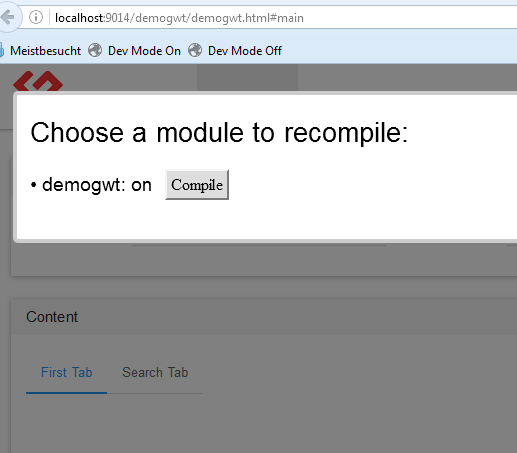 localhost:9014/demogwt/demogwt.html#main
Meistbesucht Dev Mode On Dev Mode Off
Choose a module to recompile:
• demogwt: on Compile
Content
First Tab Search Tab